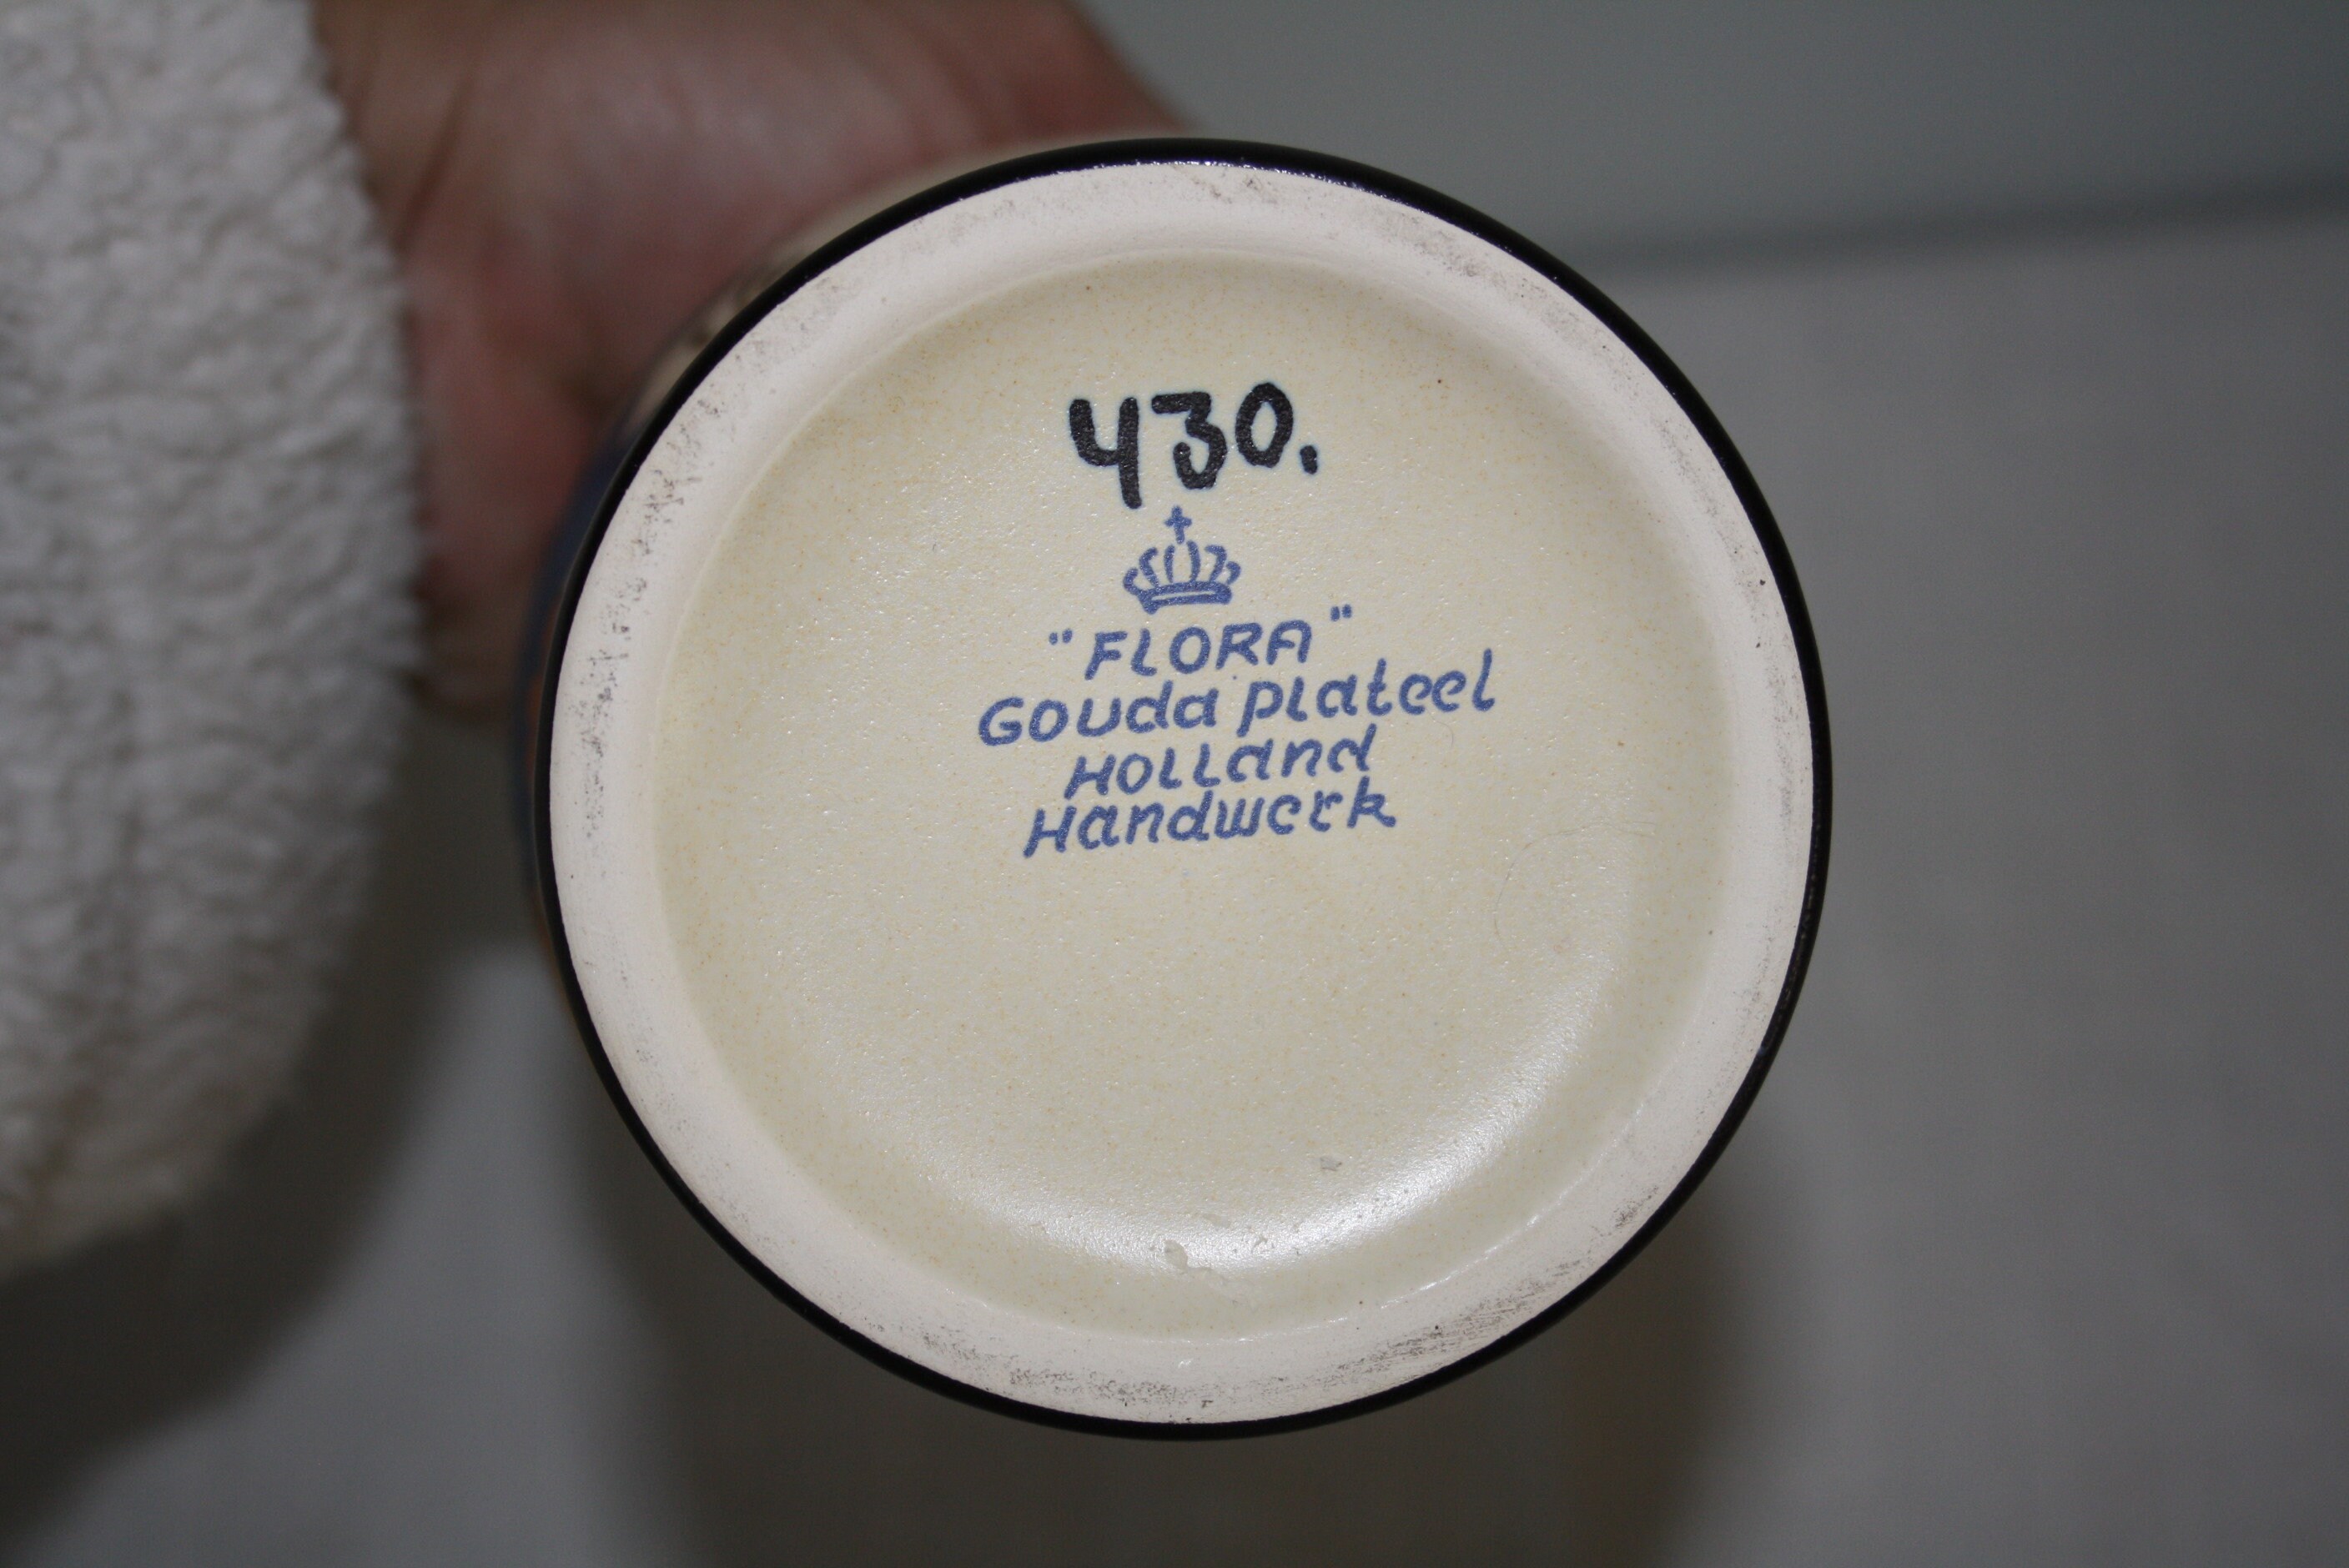 430.
"FLORA"
Gouda plateel
Holland
Handwerk